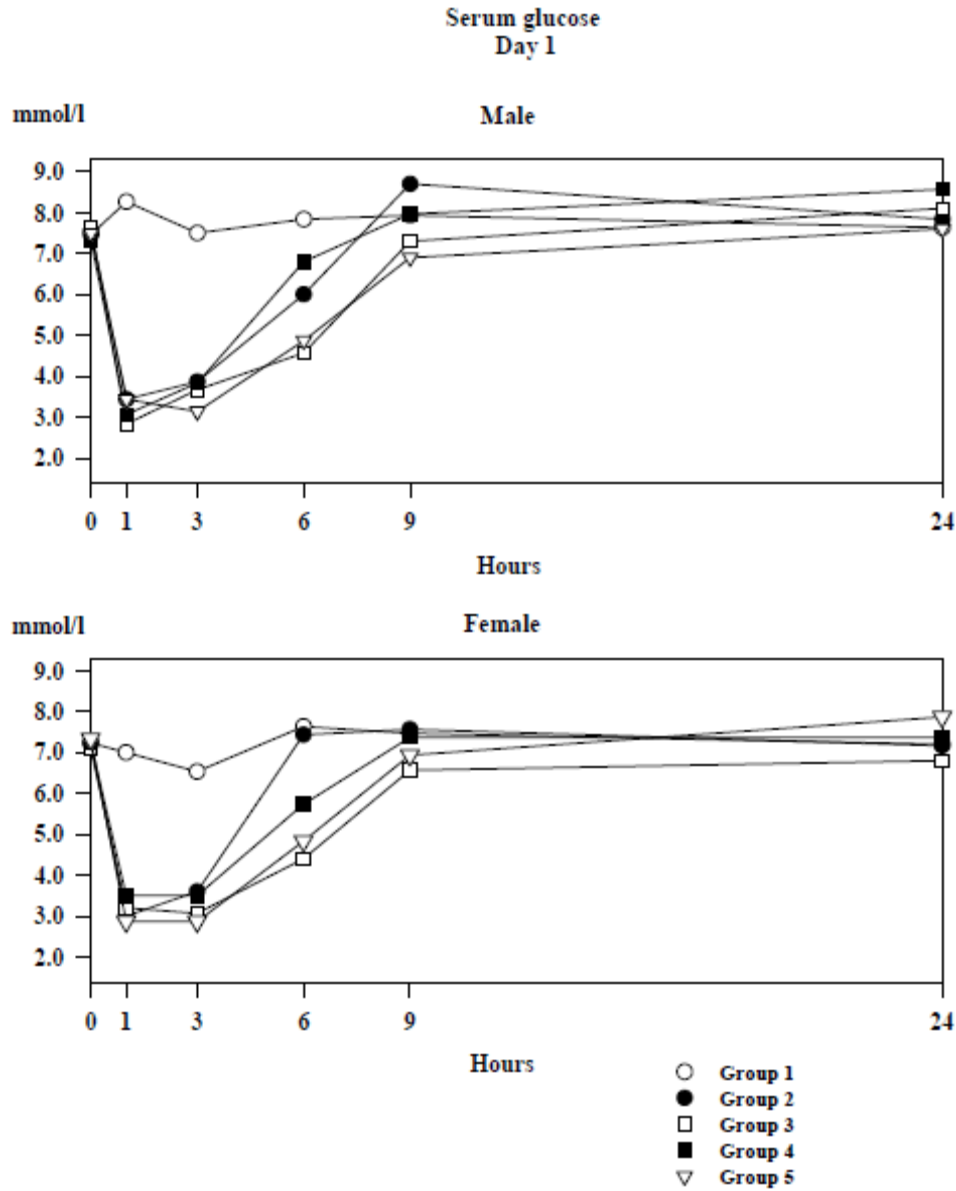 Serum glucose
Day 1
mmol/l
Male
9.0
8.0
7.0
6.0
5.0
4.0
3.0
2.0
0 1 3 6 9 24
Hours
mmol/l
Female
9.0
8.0
7.0
6.0
5.0
4.0
3.0
2.0
0 1 3 6 9 24
Hours
Group 1
Group 2
Group 3
Group 4
Group 5